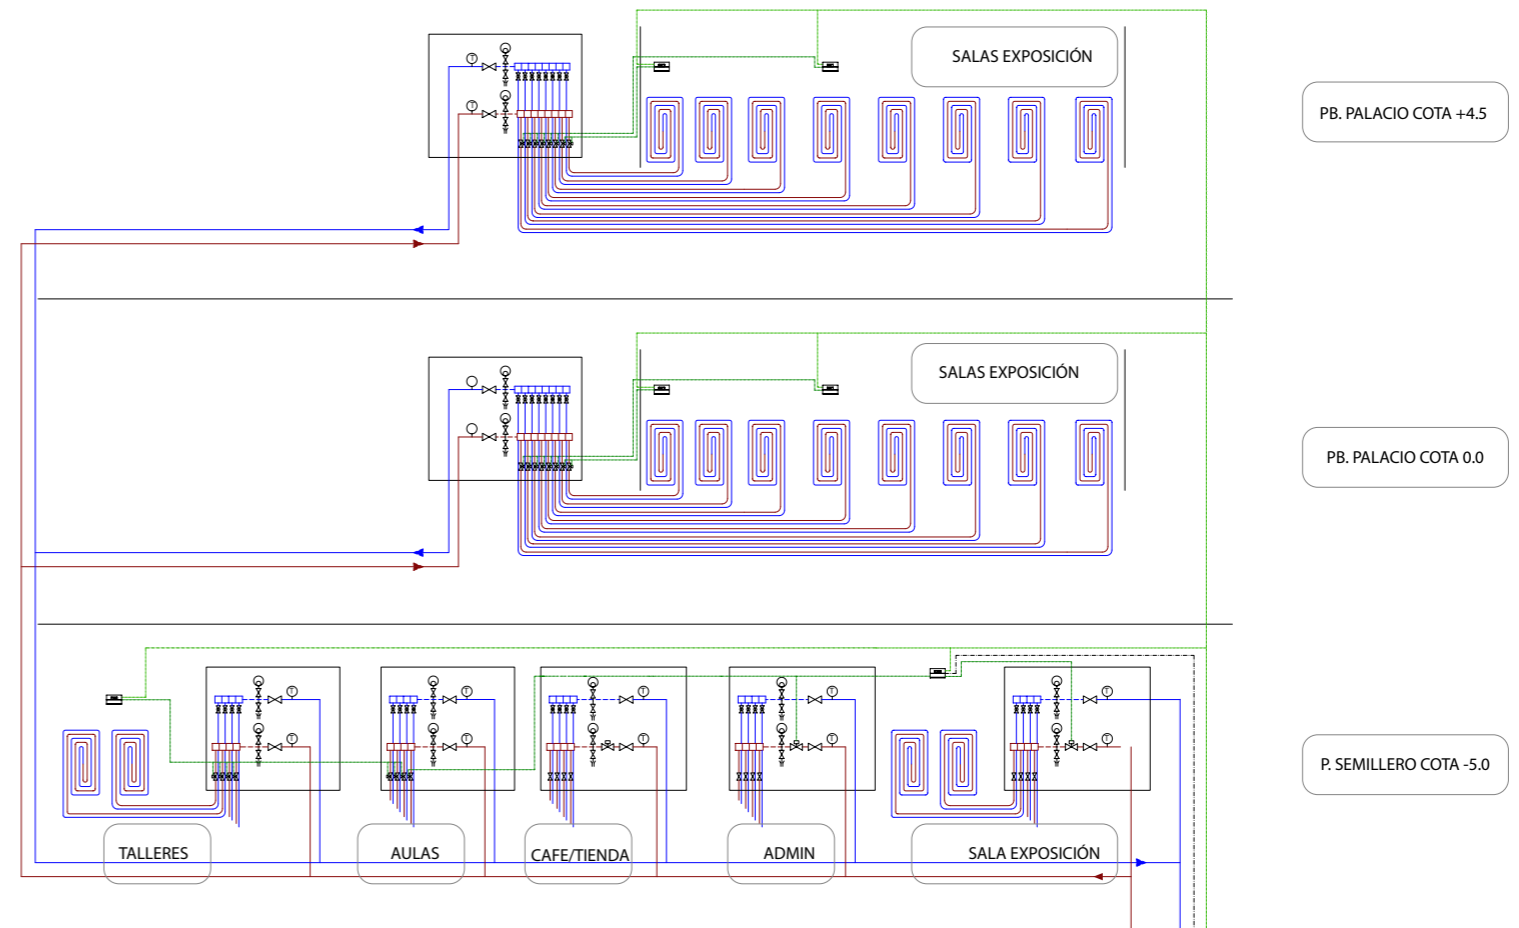 SALAS EXPOSICIÓN
PB. PALACIO COTA +4.5
T
T
SALAS EXPOSICIÓN
PB. PALACIO COTA 0.0
T
T
T
T
T
T
T
T
T
T
P. SEMILLERO COTA -5.0
TALLERES
AULAS
CAFE/TIENDA
ADMIN
SALA EXPOSICIÓN